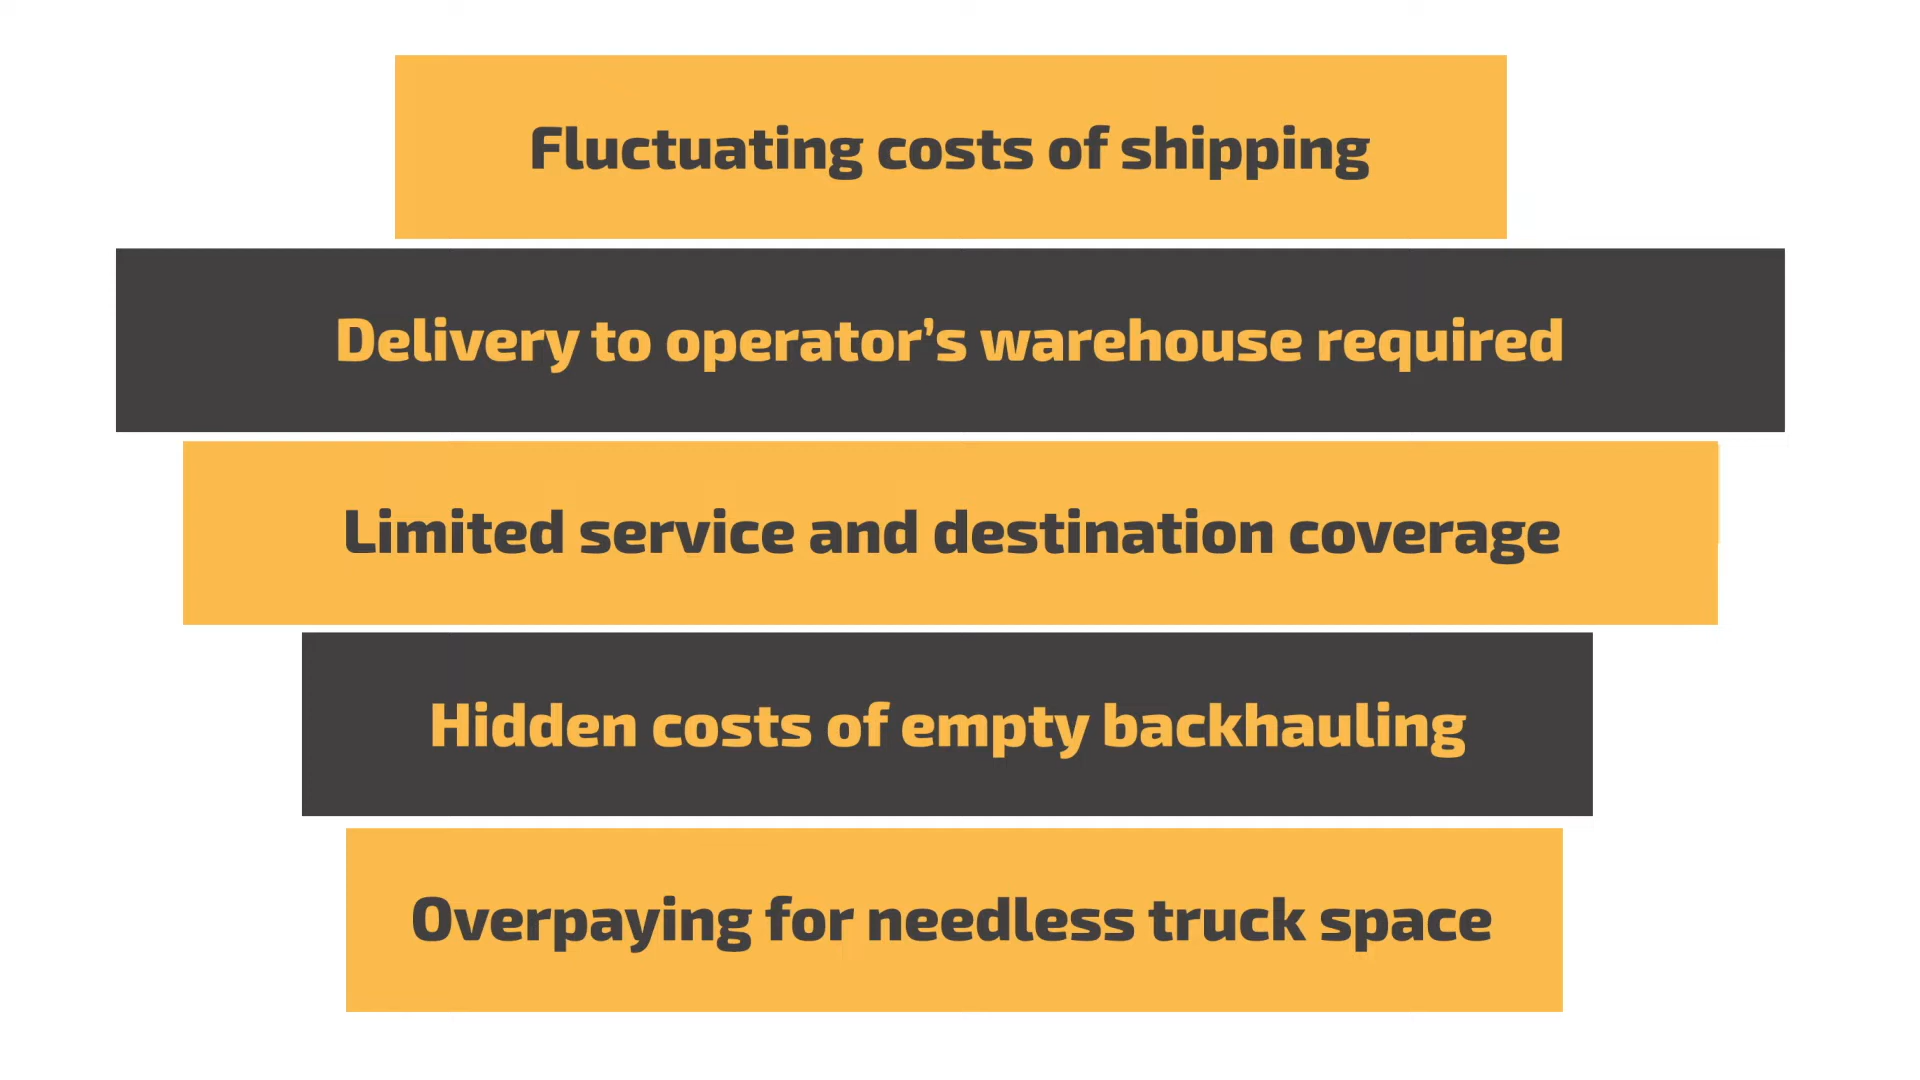 Fluctuating costs of shipping
Delivery to operator’s warehouse required
Limited service and destination coverage
Hidden costs of empty backhauling
Overpaying for needless truck space